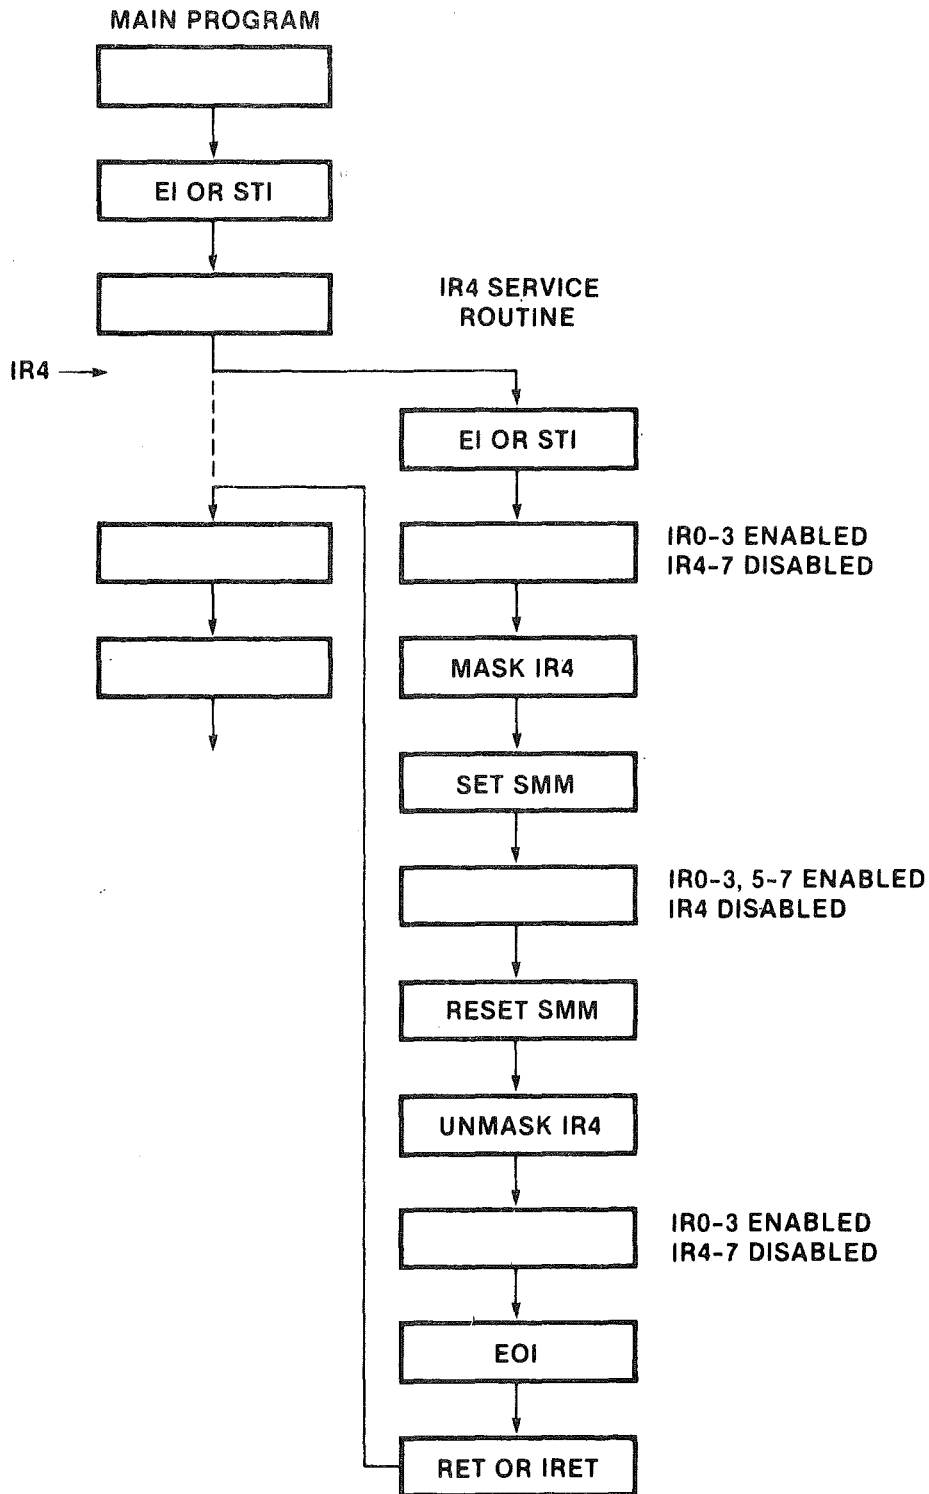 MAIN PROGRAM
EI OR STI
IR4 SERVICE
ROUTINE
IR4
EI OR STI
IR0-3 ENABLED
IR4-7 DISABLED
MASK IR4
SET SMM
IR0-3, 5-7 ENABLED
IR4 DISABLED
RESET SMM
UNMASK IR4
IR0-3 ENABLED
IR4-7 DISABLED
EOI
RET OR IRET